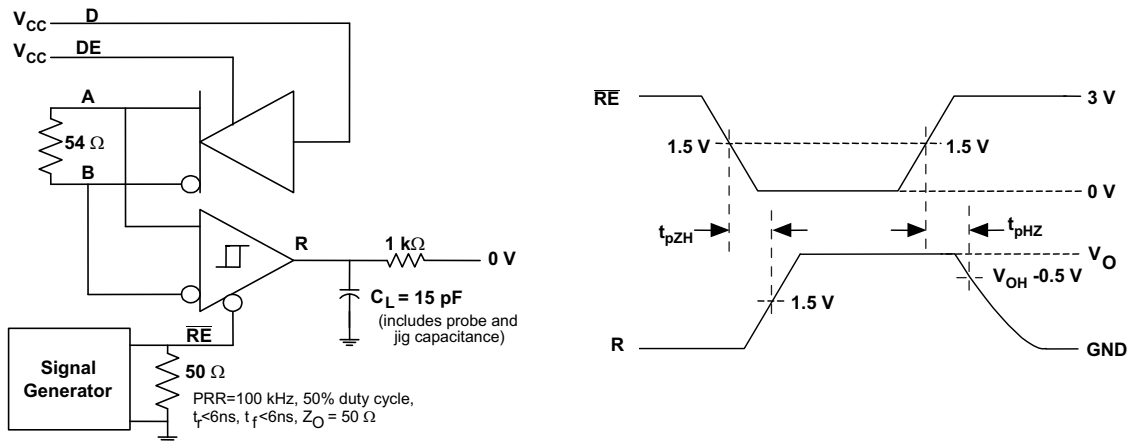 V_CC D
V_CC DE
A
54 Ω
B
R
1 kΩ
0 V
C_L = 15 pF
(includes probe and
jig capacitance)
R̅E̅
Signal
Generator
50 Ω
PRR=100 kHz, 50% duty cycle,
t_r<6ns, t_f<6ns, Z_O = 50 Ω
R̅E̅
3 V
1.5 V
1.5 V
0 V
t_pZH
t_pHZ
V_O
V_OH -0.5 V
1.5 V
R
GND